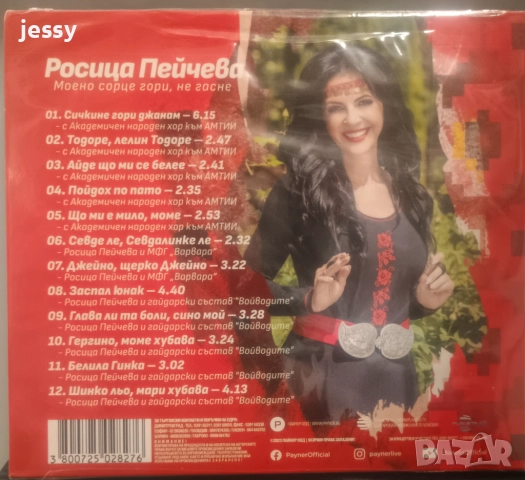 jessy
Росица Пейчева
Моено сорце гори, не гасне
01. Сичкине гори джанам – 6.15
– с Академичен народен хор към АМТИИ
02. Тодоре, лелин Тодоре – 2.47
– с Академичен народен хор към АМТИИ
03. Айде що ми се белее – 2.41
– с Академичен народен хор към АМТИИ
04. Пойдох по пато – 2.35
– с Академичен народен хор към АМТИИ
05. Що ми е мило, моме – 2.53
– с Академичен народен хор към АМТИИ
06. Севде ле, Севдалинке ле – 2.32
– Росица Пейчева и МФГ „Варвара"
07. Джейно, щерко Джейно – 3.22
– Росица Пейчева и МФГ „Варвара"
08. Заспал юнак – 4.40
– Росица Пейчева и гайдарски състав "Войводите"
09. Глава ли та боли, сино мой – 3.28
– Росица Пейчева и гайдарски състав "Войводите"
10. Гергино, моме хубава – 3.24
– Росица Пейчева и гайдарски състав "Войводите"
11. Белила Гинка – 3.02
– Росица Пейчева и гайдарски състав "Войводите"
12. Шинко льо, мари хубава – 4.13
– Росица Пейчева и гайдарски състав "Войводите"
3 800725 028276
PaynerOfficial
paynerlive
bazar